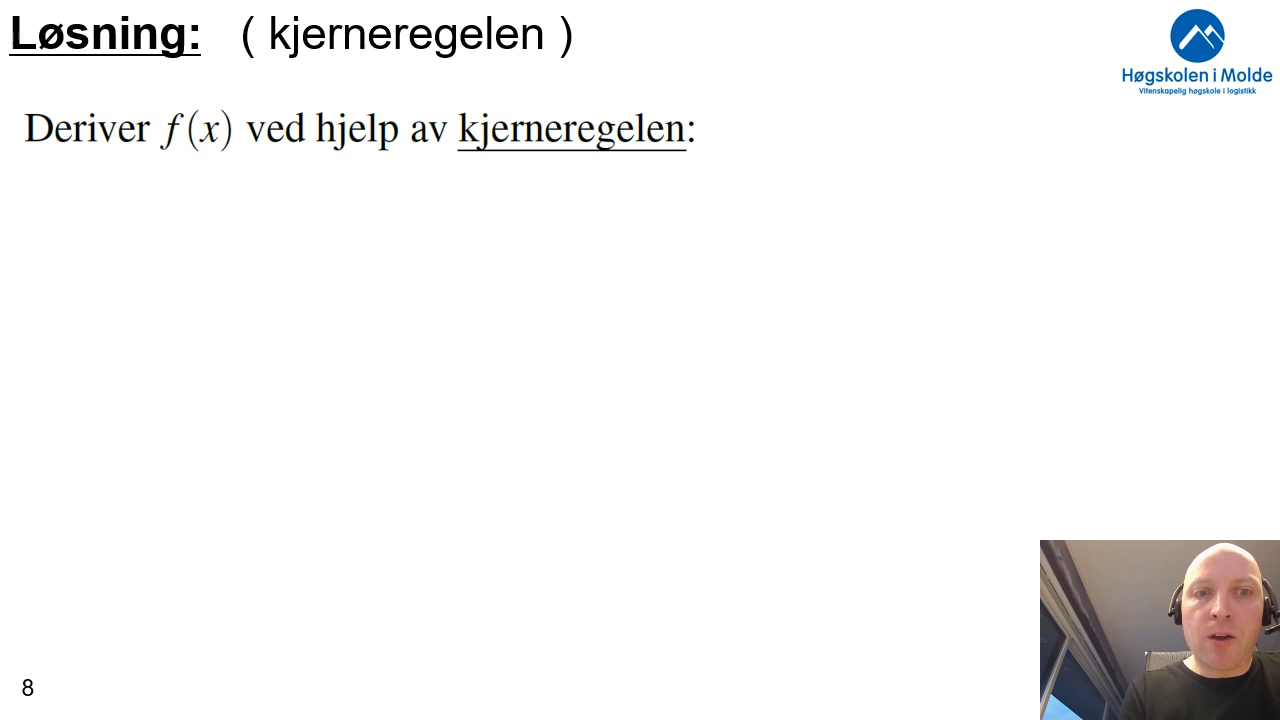 Løsning: ( kjerneregelen )
Høgskolen i Molde
Vitenskapelig høgskole i logistikk
Deriver f(x) ved hjelp av kjerneregelen:
8